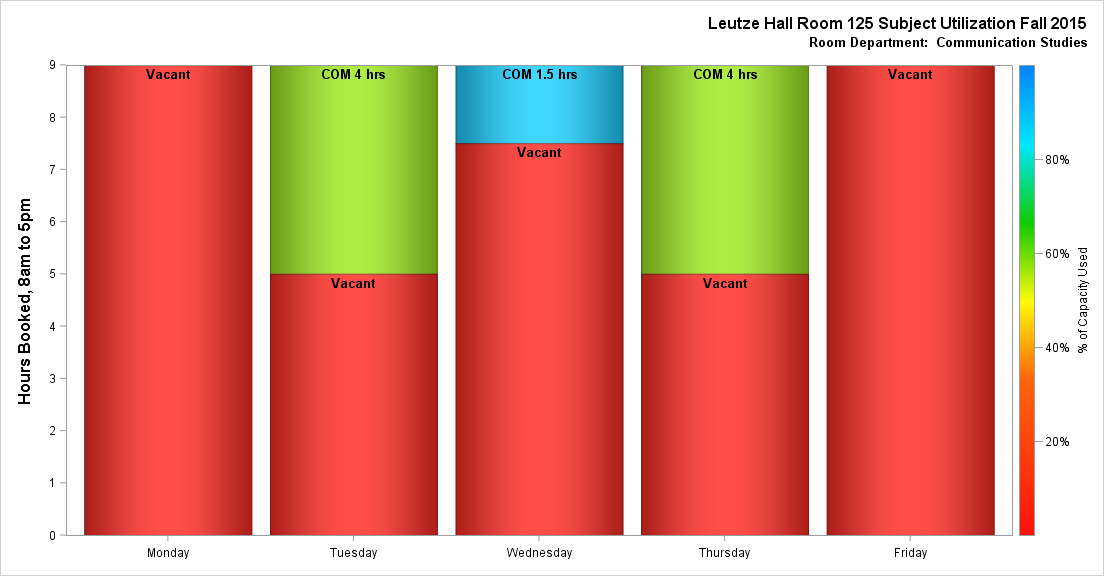 Leutze Hall Room 125 Subject Utilization Fall 2015
Room Department: Communication Studies
Hours Booked, 8am to 5pm
9
8
7
6
5
4
3
2
1
0
Vacant
COM 4 hrs
Vacant
COM 1.5 hrs
Vacant
COM 4 hrs
Vacant
Vacant
Monday
Tuesday
Wednesday
Thursday
Friday
80%
60%
40%
20%
% of Capacity Used